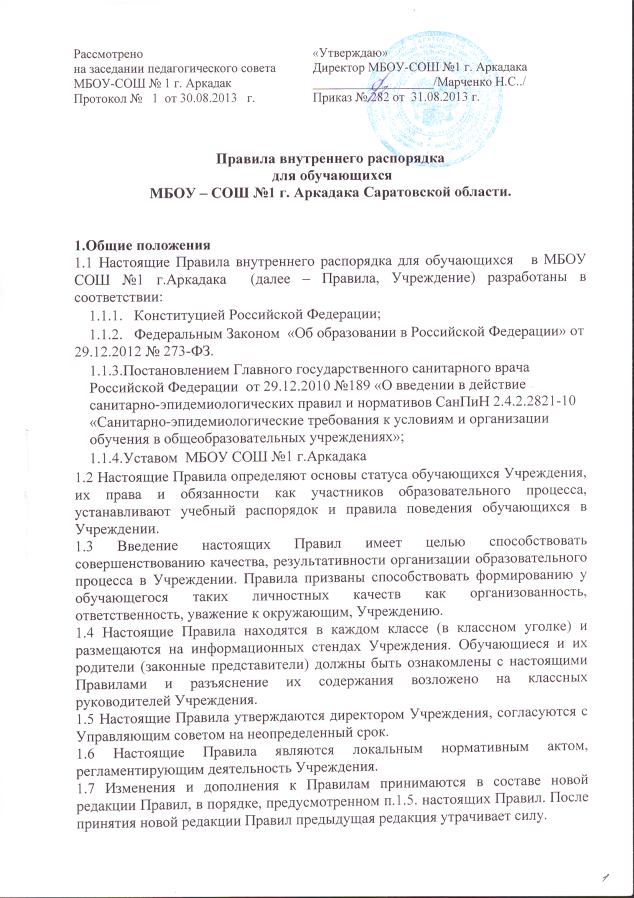 Рассмотрено
на заседании педагогического совета
МБОУ-СОШ № 1 г. Аркадак
Протокол № 1 от 30.08.2013 г.
«Утверждаю»
Директор МБОУ-СОШ №1 г. Аркадака
___________________/Марченко Н.С../
Приказ № 282 от 31.08.2013 г.
Правила внутреннего распорядка
для обучающихся
МБОУ – СОШ №1 г. Аркадака Саратовской области.
1.Общие положения
1.1 Настоящие Правила внутреннего распорядка для обучающихся в МБОУ
СОШ №1 г.Аркадака (далее – Правила, Учреждение) разработаны в
соответствии:
1.1.1. Конституцией Российской Федерации;
1.1.2. Федеральным Законом «Об образовании в Российской Федерации» от
29.12.2012 № 273-ФЗ.
1.1.3.Постановлением Главного государственного санитарного врача
Российской Федерации от 29.12.2010 №189 «О введении в действие
санитарно-эпидемиологических правил и нормативов СанПиН 2.4.2.2821-10
«Санитарно-эпидемиологические требования к условиям и организации
обучения в общеобразовательных учреждениях»;
1.1.4.Уставом МБОУ СОШ №1 г.Аркадака
1.2 Настоящие Правила определяют основы статуса обучающихся Учреждения,
их права и обязанности как участников образовательного процесса,
устанавливают учебный распорядок и правила поведения обучающихся в
Учреждении.
1.3 Введение настоящих Правил имеет целью способствовать
совершенствованию качества, результативности организации образовательного
процесса в Учреждении. Правила призваны способствовать формированию у
обучающегося таких личностных качеств как организованность,
ответственность, уважение к окружающим, Учреждению.
1.4 Настоящие Правила находятся в каждом классе (в классном уголке) и
размещаются на информационных стендах Учреждения. Обучающиеся и их
родители (законные представители) должны быть ознакомлены с настоящими
Правилами и разъяснение их содержания возложено на классных
руководителей Учреждения.
1.5 Настоящие Правила утверждаются директором Учреждения, согласуются с
Управляющим советом на неопределенный срок.
1.6 Настоящие Правила являются локальным нормативным актом,
регламентирующим деятельность Учреждения.
1.7 Изменения и дополнения к Правилам принимаются в составе новой
редакции Правил, в порядке, предусмотренном п.1.5. настоящих Правил. После
принятия новой редакции Правил предыдущая редакция утрачивает силу.
1